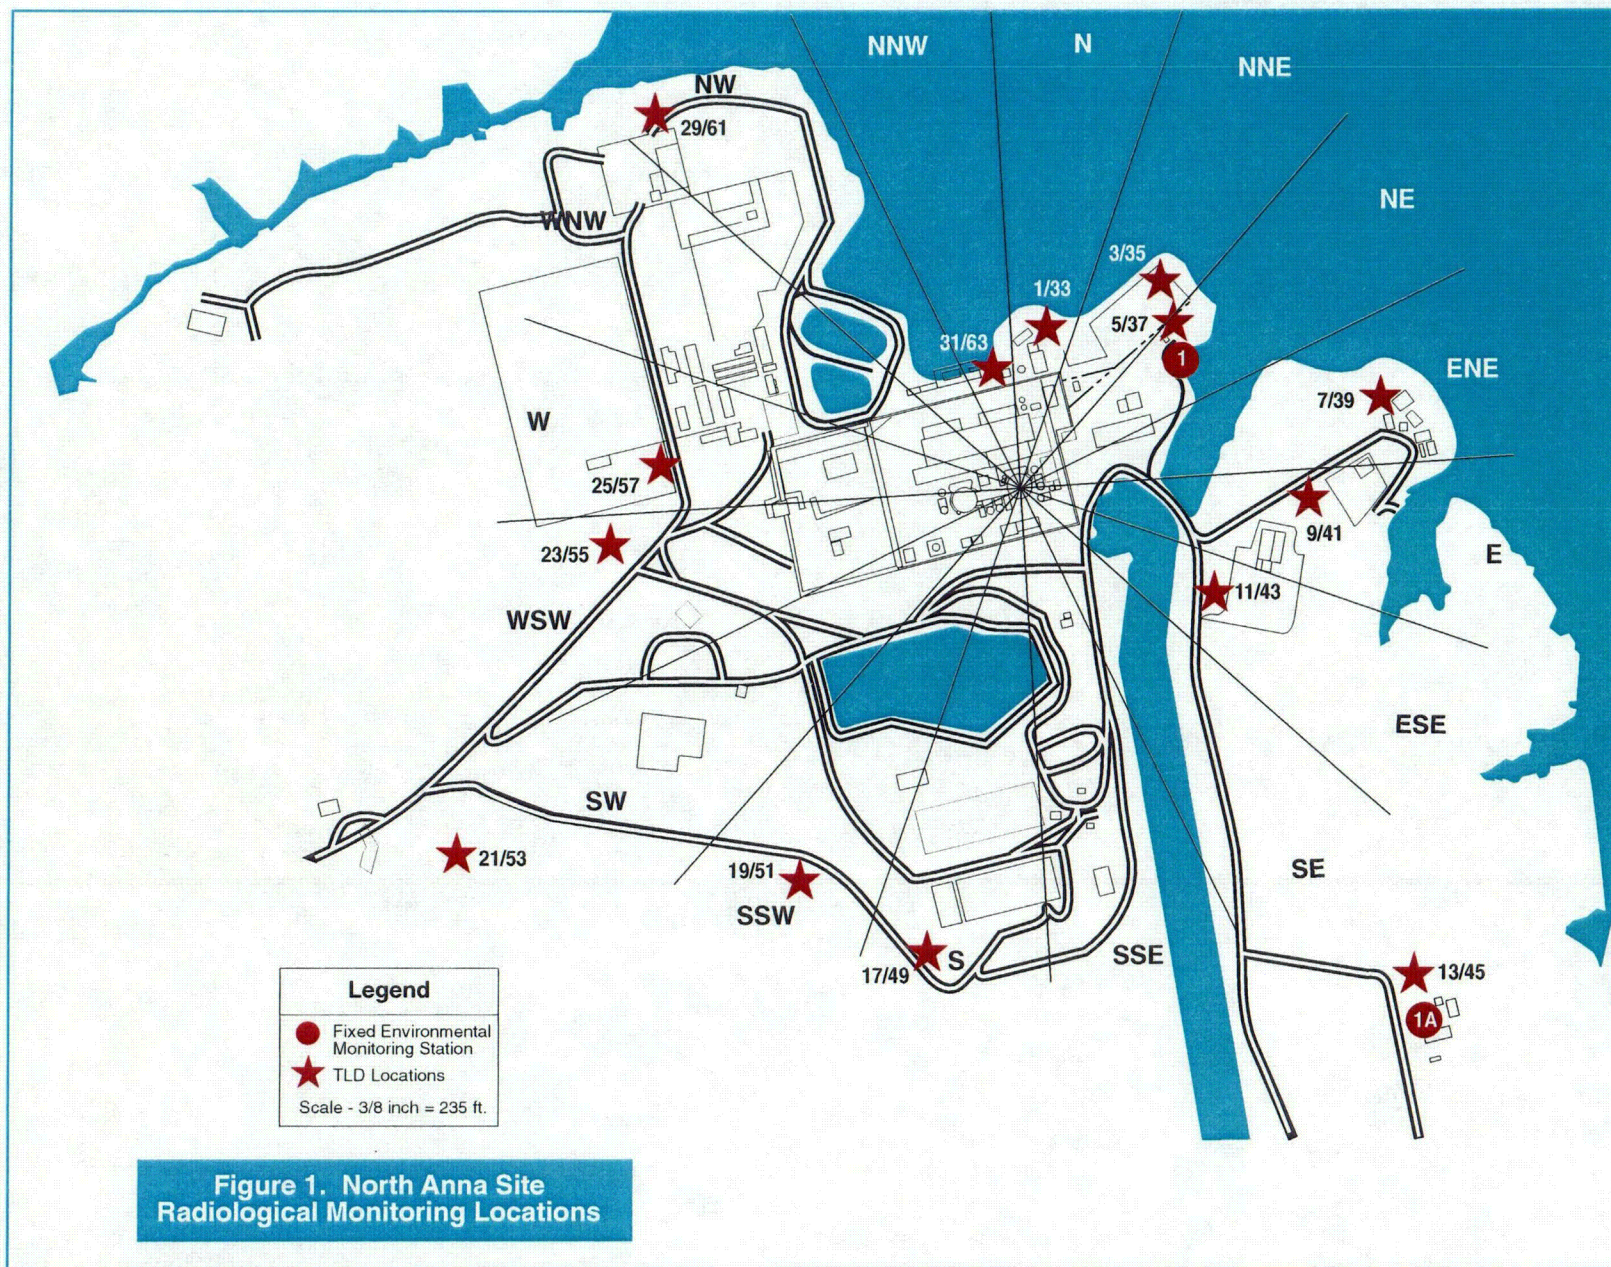 NNW
N
NNE
NW
29/61
NE
WNW
3/35
1/33
5/37
31/63
1
ENE
7/39
W
25/57
23/55
9/41
E
11/43
WSW
ESE
SW
21/53
19/51
SSW
SE
17/49
S
SSE
13/45
1A
Legend
Fixed Environmental
Monitoring Station
TLD Locations
Scale - 3/8 inch = 235 ft.
Figure 1. North Anna Site
Radiological Monitoring Locations